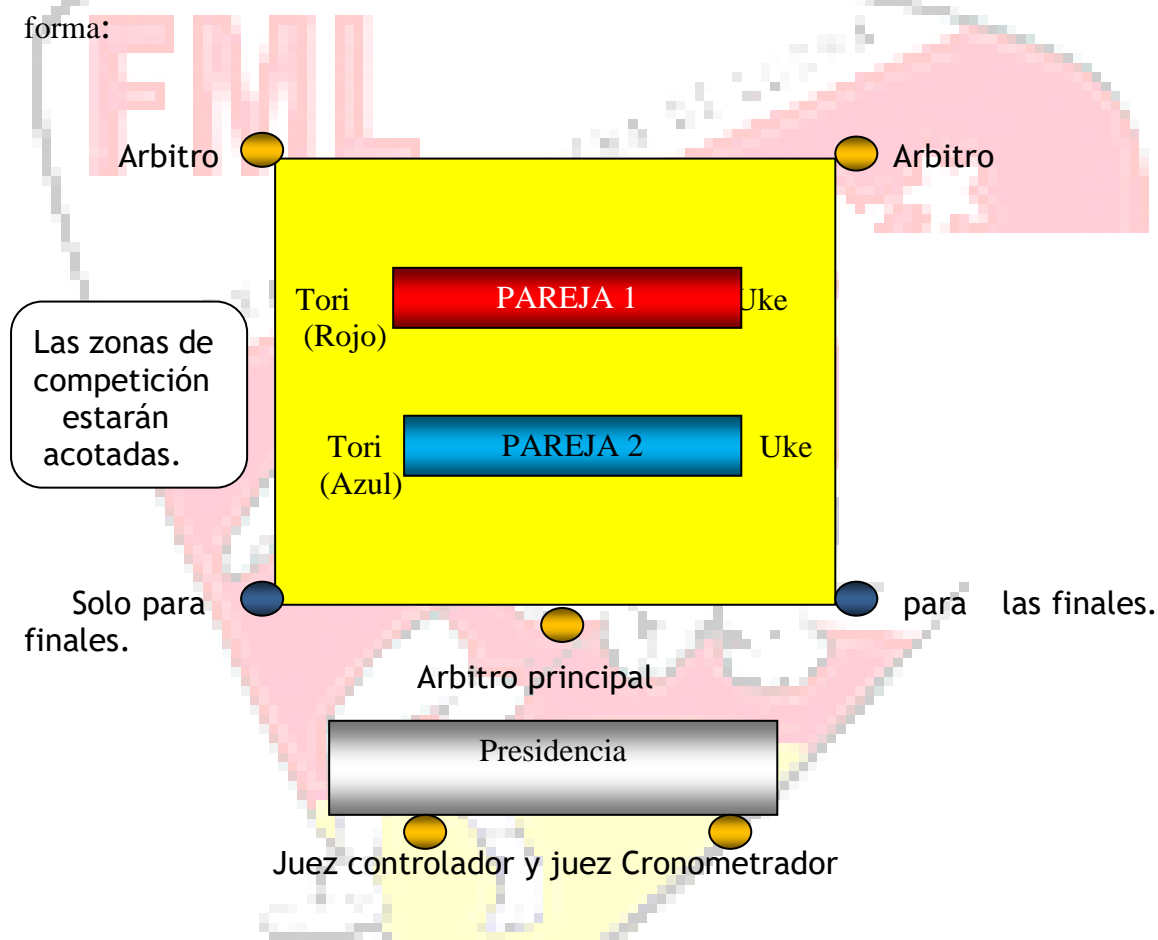 forma:
FML
Arbitro
Arbitro
Tori
PAREJA 1
Uke
(Rojo)
Las zonas de
competición
estarán
acotadas.
Tori
PAREJA 2
Uke
(Azul)
Solo para
finales.
para las finales.
Arbitro principal
Presidencia
Juez controlador y juez Cronometrador